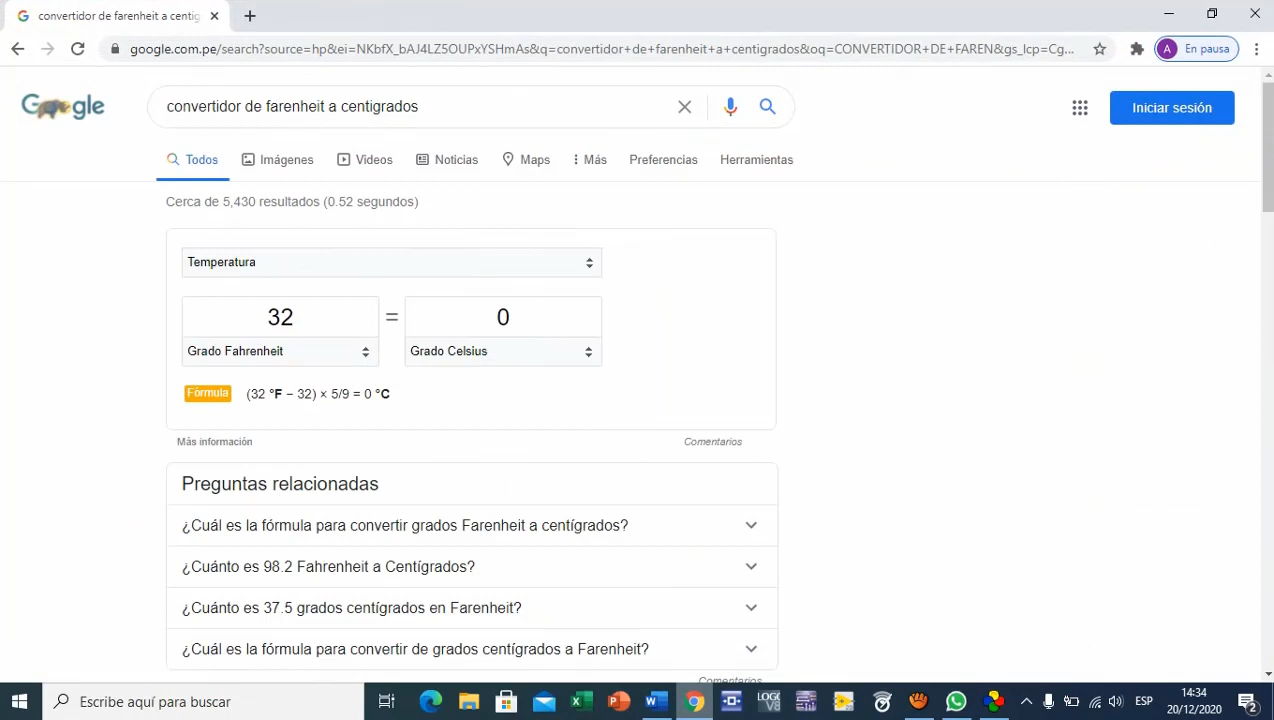 convertidor de farenheit a centig
En pausa
google.com.pe/search?source=hp&ei=NKbfX_bAJ4LZ5OUPxYSHmAs&q=convertidor+de+farenheit+a+centigrados&oq=CONVERTIDOR+DE+FAREN&gs_lcp=Cg...
A
Google
convertidor de farenheit a centigrados
Iniciar sesión
Todos
Imágenes
Videos
Noticias
Maps
Más
Preferencias
Herramientas
Cerca de 5,430 resultados (0.52 segundos)
Temperatura
32 = 0
Grado Fahrenheit
Grado Celsius
Fórmula (32 °F − 32) × 5/9 = 0 °C
Más información
Comentarios
Preguntas relacionadas
¿Cuál es la fórmula para convertir grados Farenheit a centígrados?
¿Cuánto es 98.2 Fahrenheit a Centígrados?
¿Cuánto es 37.5 grados centígrados en Farenheit?
¿Cuál es la fórmula para convertir de grados centígrados a Farenheit?
Comentarios
Escribe aquí para buscar
ESP
14:34
20/12/2020
2